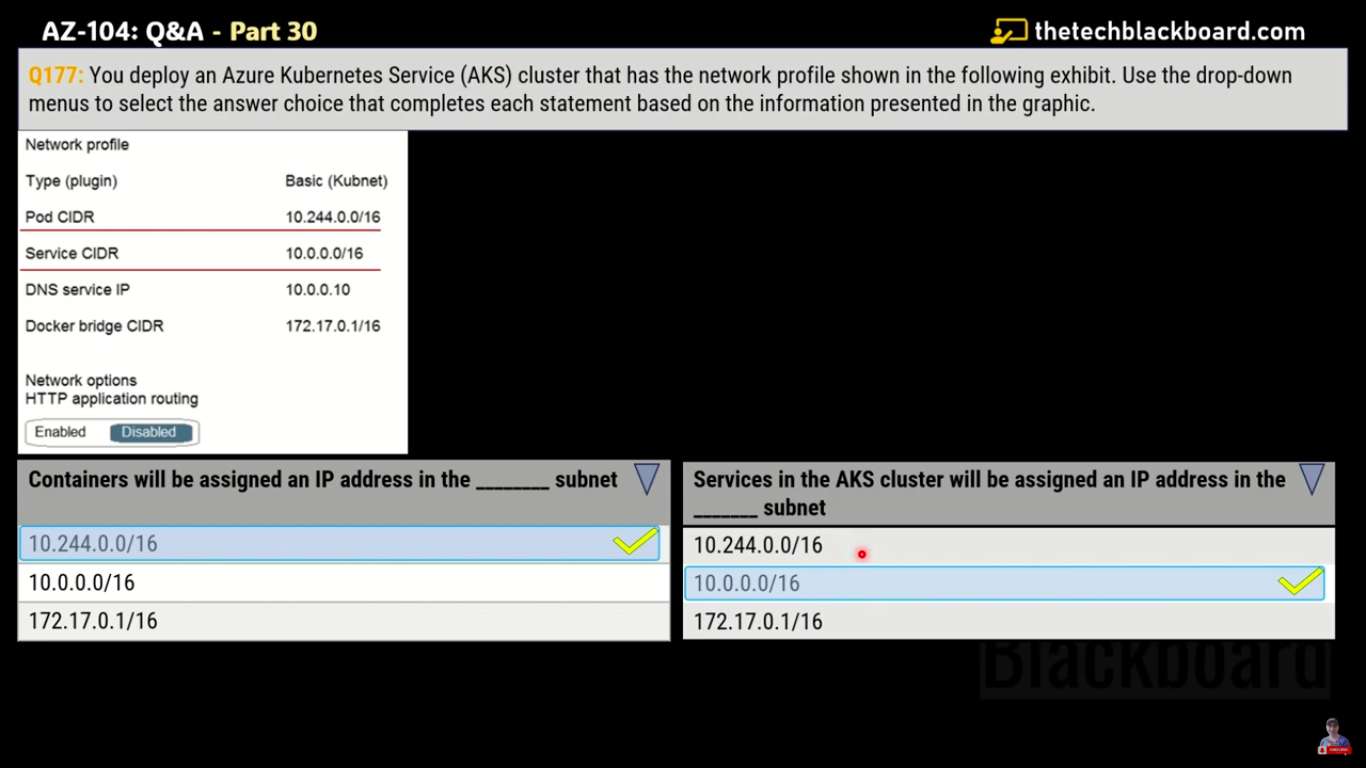 AZ-104: Q&A - Part 30
thetechblackboard.com
Q177: You deploy an Azure Kubernetes Service (AKS) cluster that has the network profile shown in the following exhibit. Use the drop-down
menus to select the answer choice that completes each statement based on the information presented in the graphic.
Network profile
Type (plugin) Basic (Kubnet)
Pod CIDR 10.244.0.0/16
Service CIDR 10.0.0.0/16
DNS service IP 10.0.0.10
Docker bridge CIDR 172.17.0.1/16
Network options
HTTP application routing
Enabled Disabled
Containers will be assigned an IP address in the ________ subnet
10.244.0.0/16
10.0.0.0/16
172.17.0.1/16
Services in the AKS cluster will be assigned an IP address in the
_______ subnet
10.244.0.0/16
10.0.0.0/16
172.17.0.1/16
Blackboard